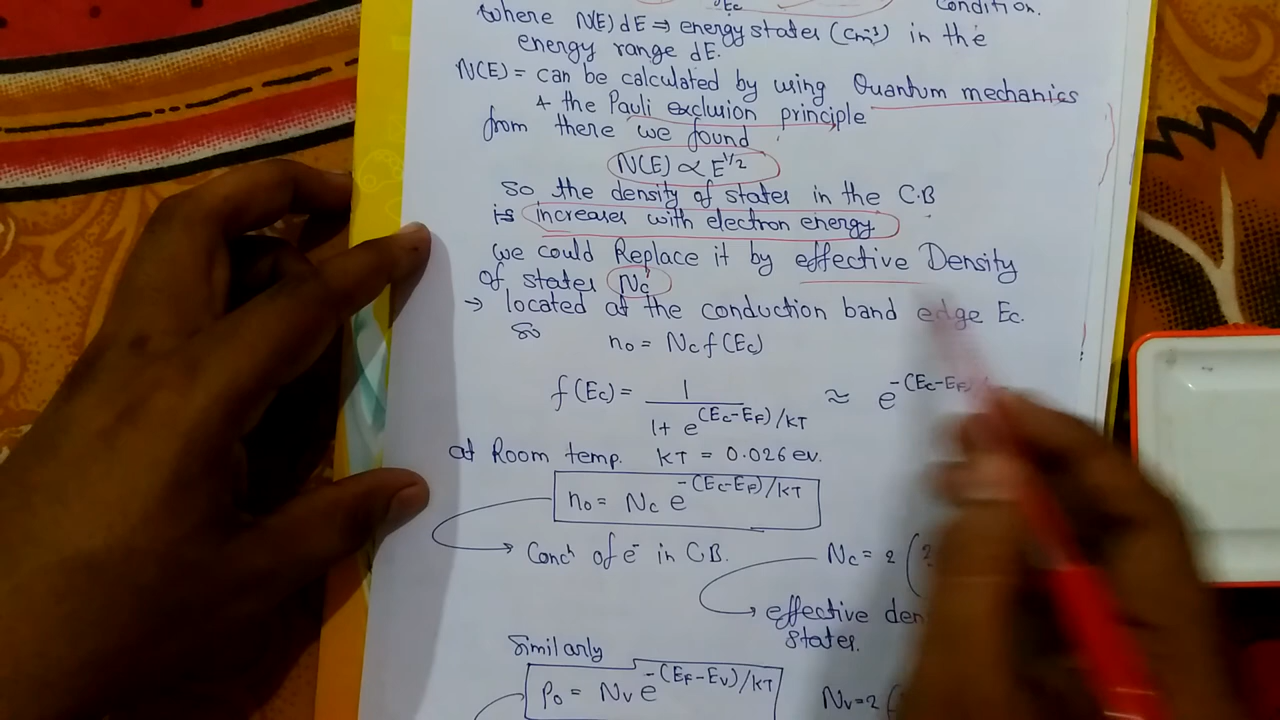 Ec condition.
where N(E) dE ⇒ energy states (cm⁻³) in the
energy range dE.
N(E) = can be calculated by using Quantum mechanics
+ the Pauli exclusion principle
from there we found
N(E) ∝ E^1/2
so the density of states in the C.B
is increases with electron energy
we could Replace it by effective Density
of states Nc
→ located at the conduction band edge Ec.
so
n₀ = Nc f(Ec)
f(Ec) = 1 / 1+ e^(Ec-EF)/KT ≈ e^-(Ec-EF)/
at Room temp. KT = 0.026 ev.
n₀ = Nc e^-(Ec-EF)/KT
→ Concⁿ of e⁻ in CB. Nc = 2 (2
→ effective den
states.
Similarly
p₀ = Nv e^-(EF-Ev)/KT
Nv = 2 (